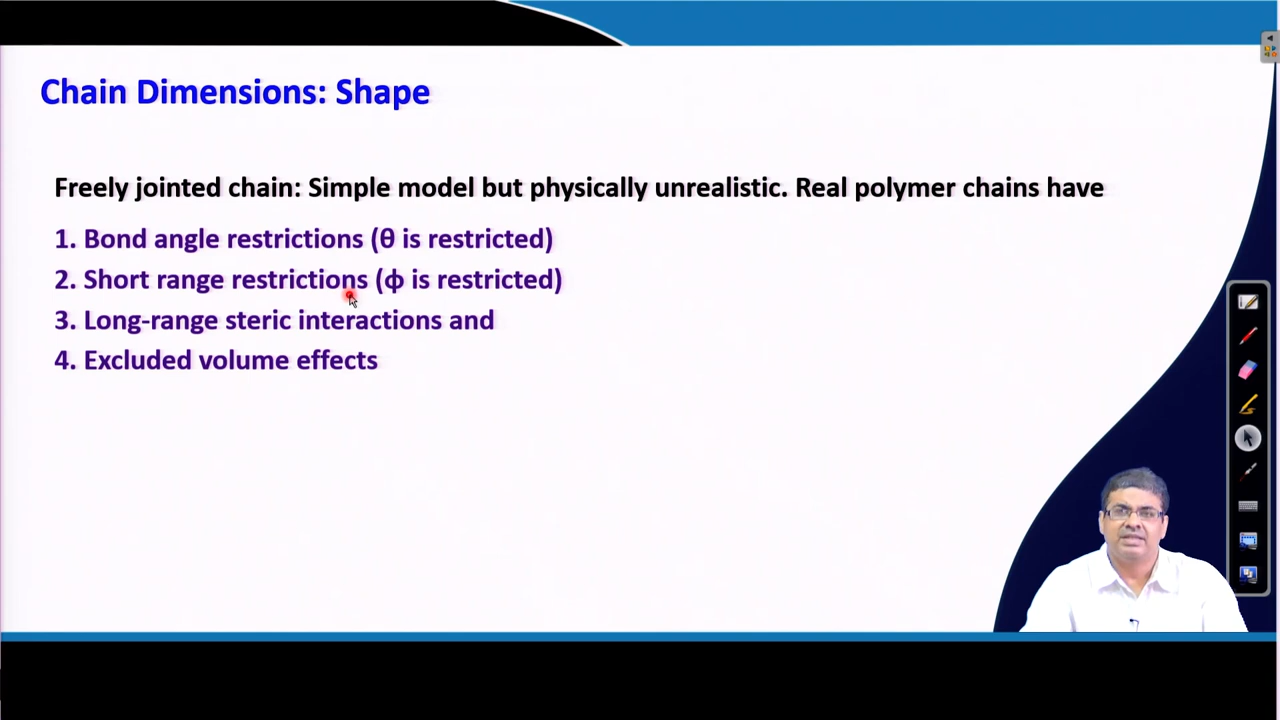 Chain Dimensions: Shape
Freely jointed chain: Simple model but physically unrealistic. Real polymer chains have
1. Bond angle restrictions (θ is restricted)
2. Short range restrictions (ϕ is restricted)
3. Long-range steric interactions and
4. Excluded volume effects